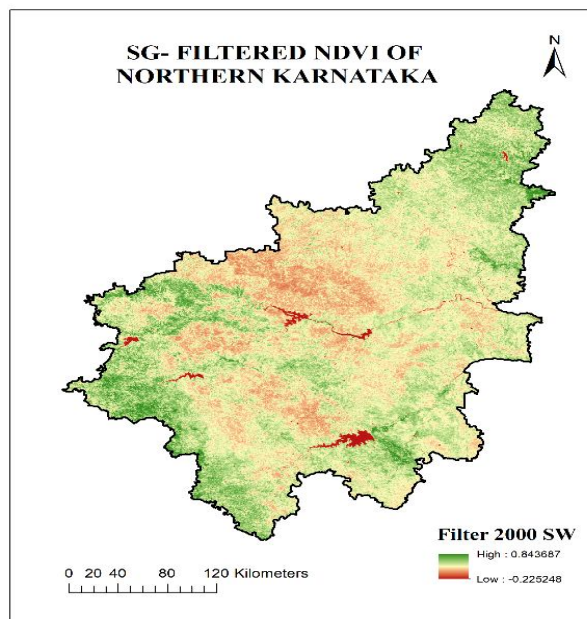 SG- FILTERED NDVI OF
NORTHERN KARNATAKA
N
Filter 2000 SW
High : 0.843687
Low : -0.225248
0 20 40 80 120 Kilometers